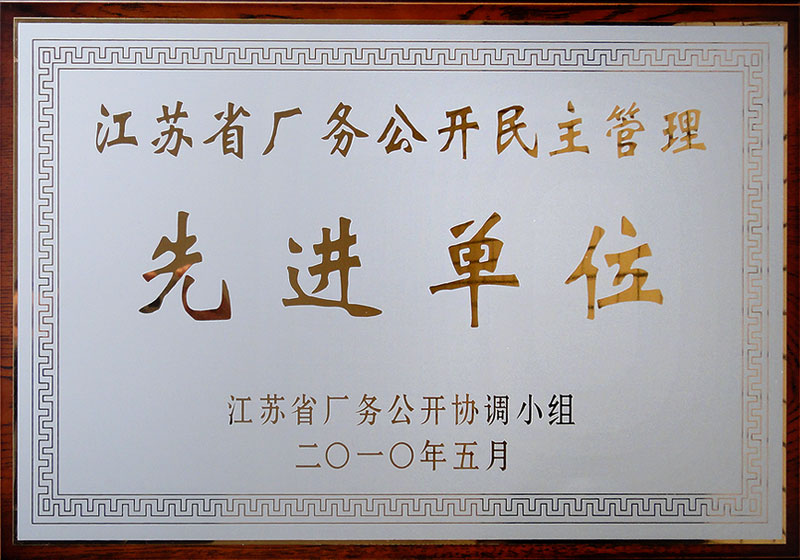 江苏省厂务公开民主管理
先进单位
江苏省厂务公开协调小组
二〇一〇年五月